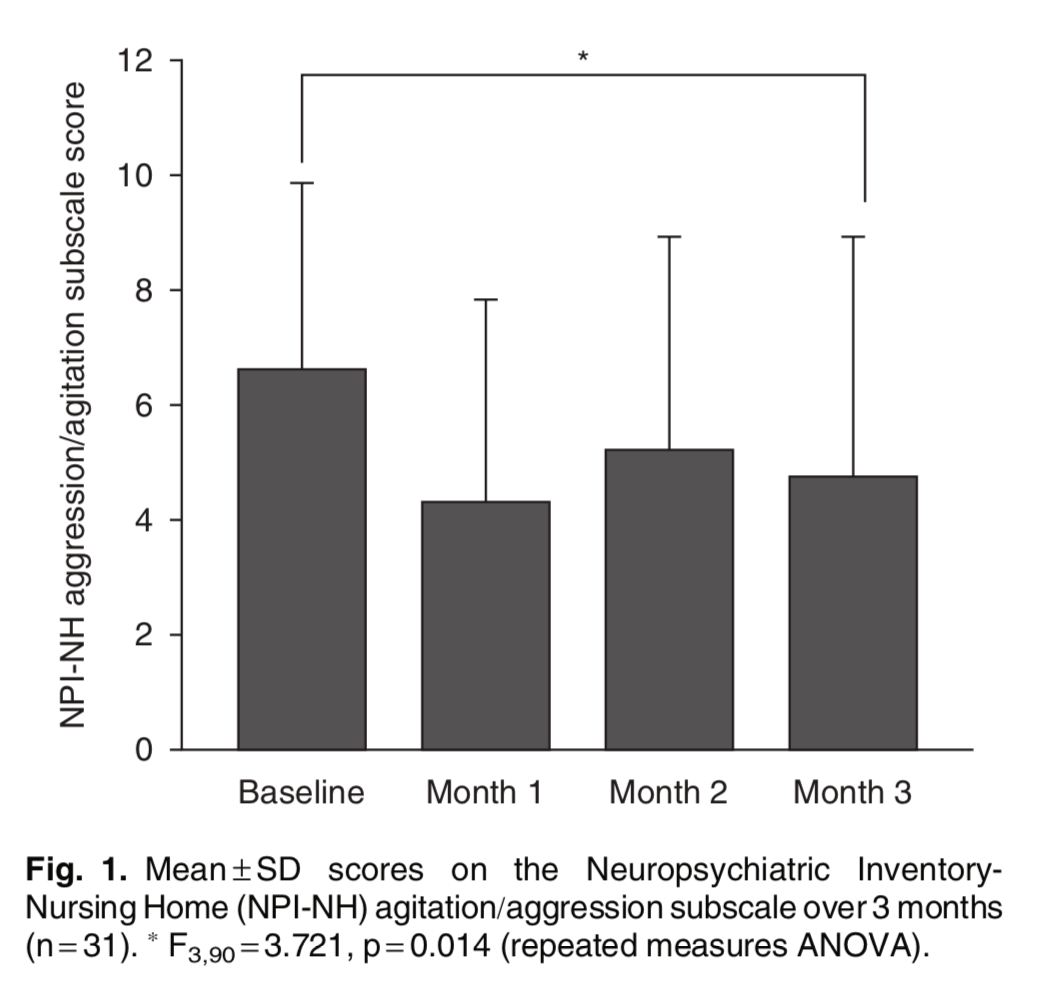 NPI-NH aggression/agitation subscale score
12
10
8
6
4
2
0
*
Baseline
Month 1
Month 2
Month 3
Fig. 1. Mean±SD scores on the Neuropsychiatric Inventory-
Nursing Home (NPI-NH) agitation/aggression subscale over 3 months
(n=31). * F3,90=3.721, p=0.014 (repeated measures ANOVA).